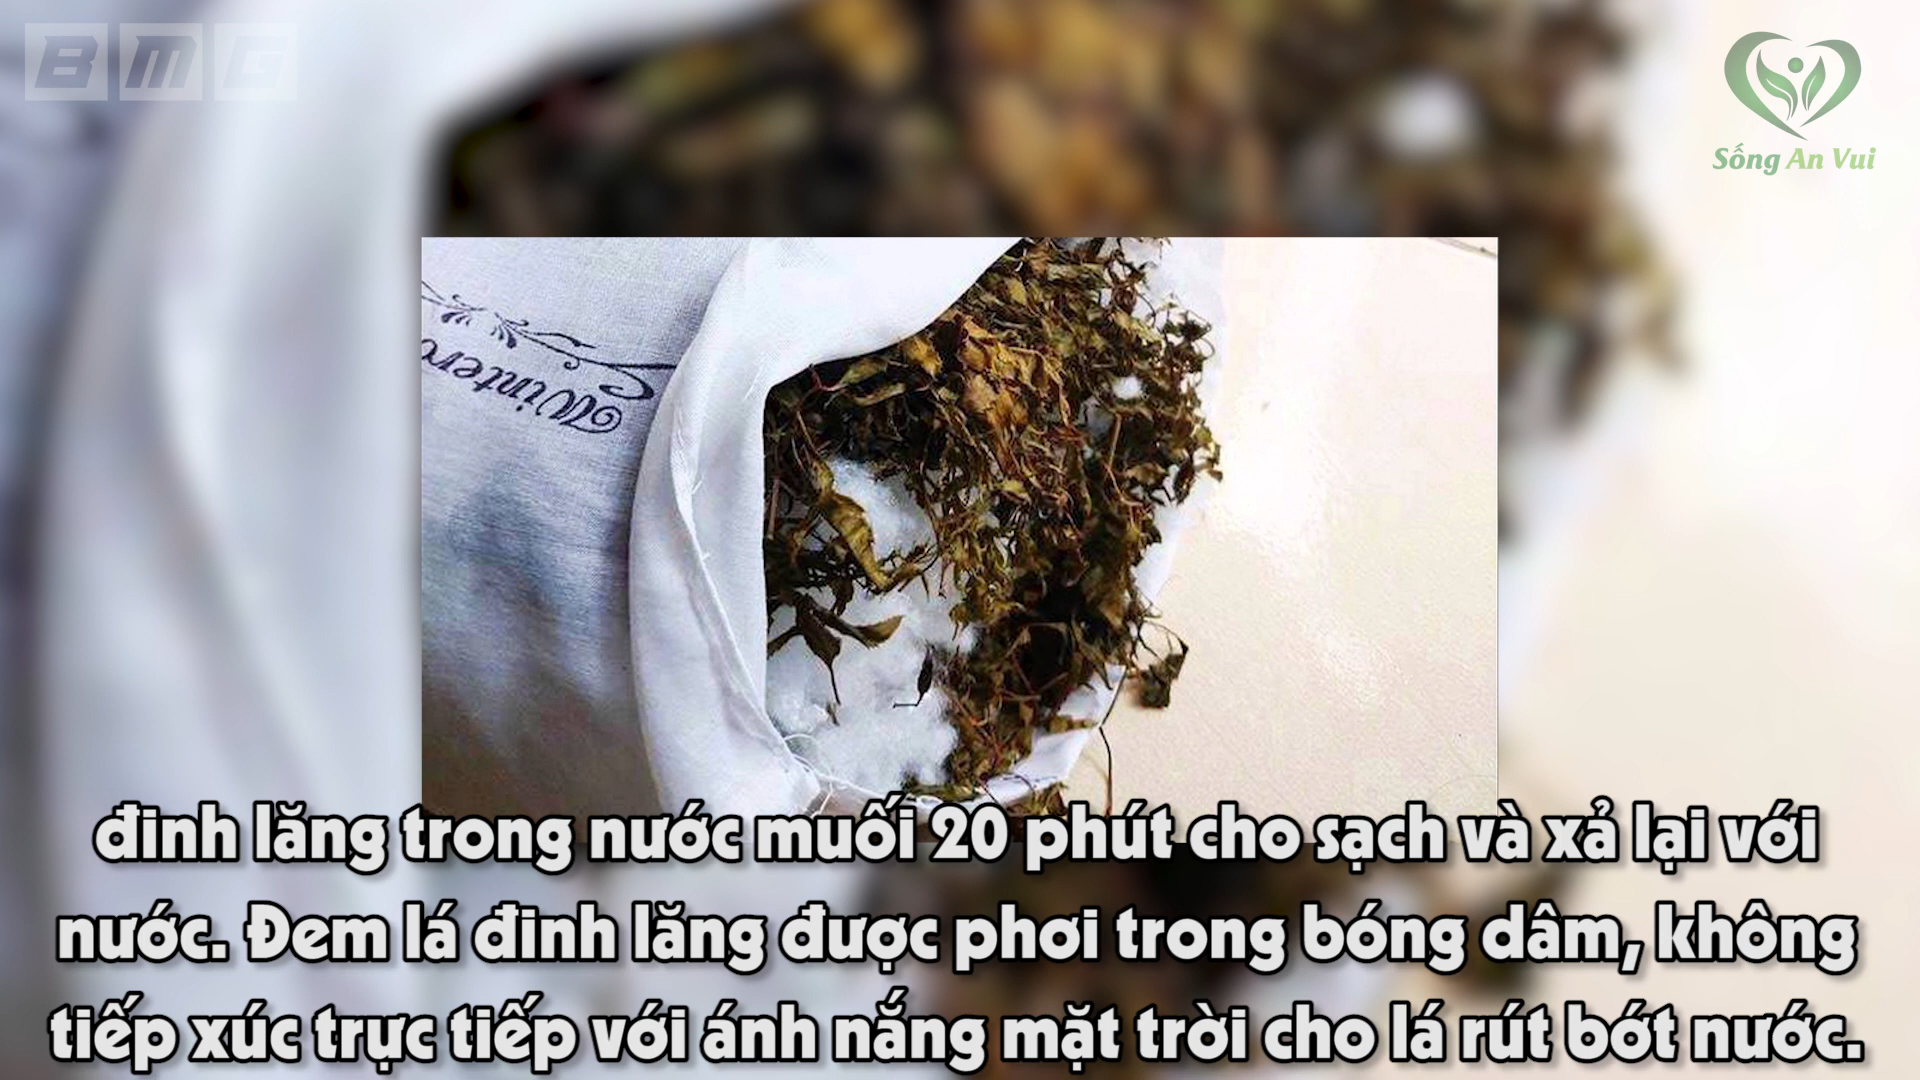 BMG
Sống An Vui
đinh lăng trong nước muối 20 phút cho sạch và xả lại với
nước. Đem lá đinh lăng được phơi trong bóng dâm, không
tiếp xúc trực tiếp với ánh nắng mặt trời cho lá rút bớt nước.